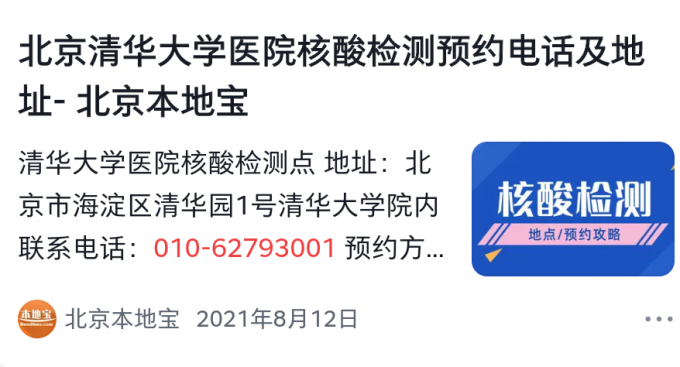 北京清华大学医院核酸检测预约电话及地
址- 北京本地宝
清华大学医院核酸检测点 地址：北
京市海淀区清华园1号清华大学院内
联系电话：010-62793001 预约方...
核酸检测
地点/预约攻略
本地宝
北京本地宝 2021年8月12日